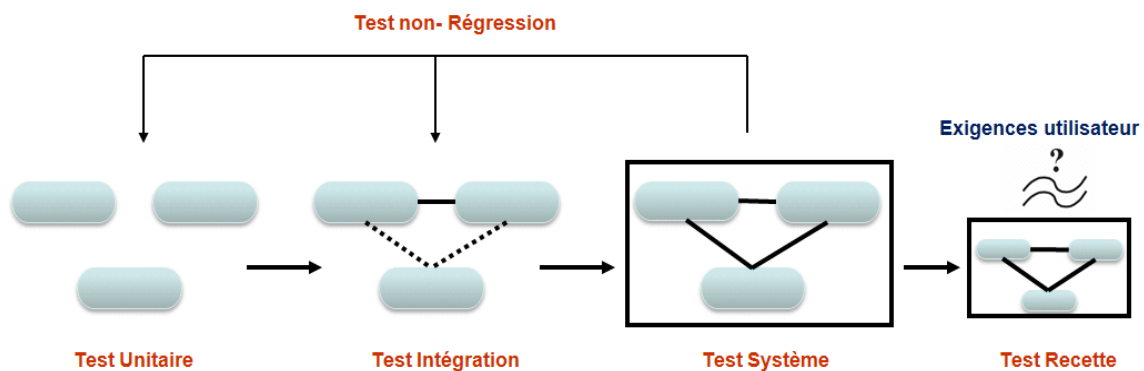 Test non- Régression
Exigences utilisateur
?
Test Unitaire
Test Intégration
Test Système
Test Recette